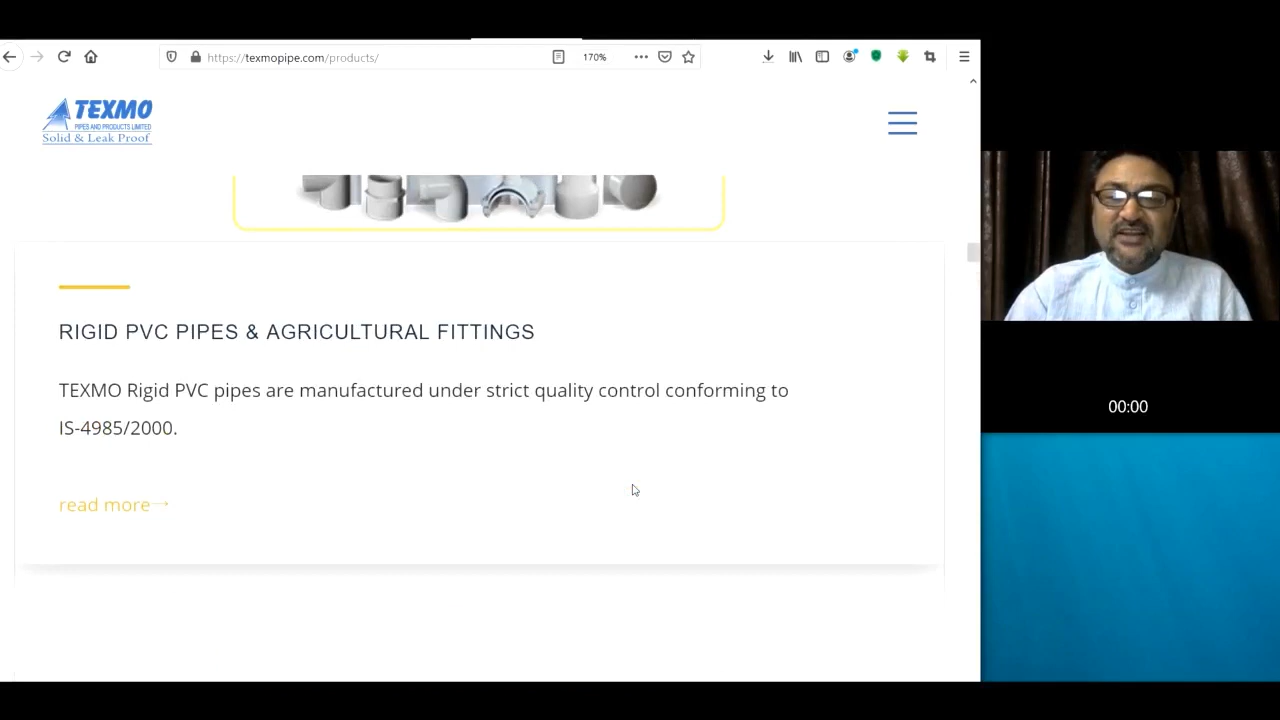 https://texmopipe.com/products/
170%
TEXMO
PIPES AND PRODUCTS LIMITED
Solid & Leak Proof
RIGID PVC PIPES & AGRICULTURAL FITTINGS
TEXMO Rigid PVC pipes are manufactured under strict quality control conforming to
IS-4985/2000.
read more→
00:00